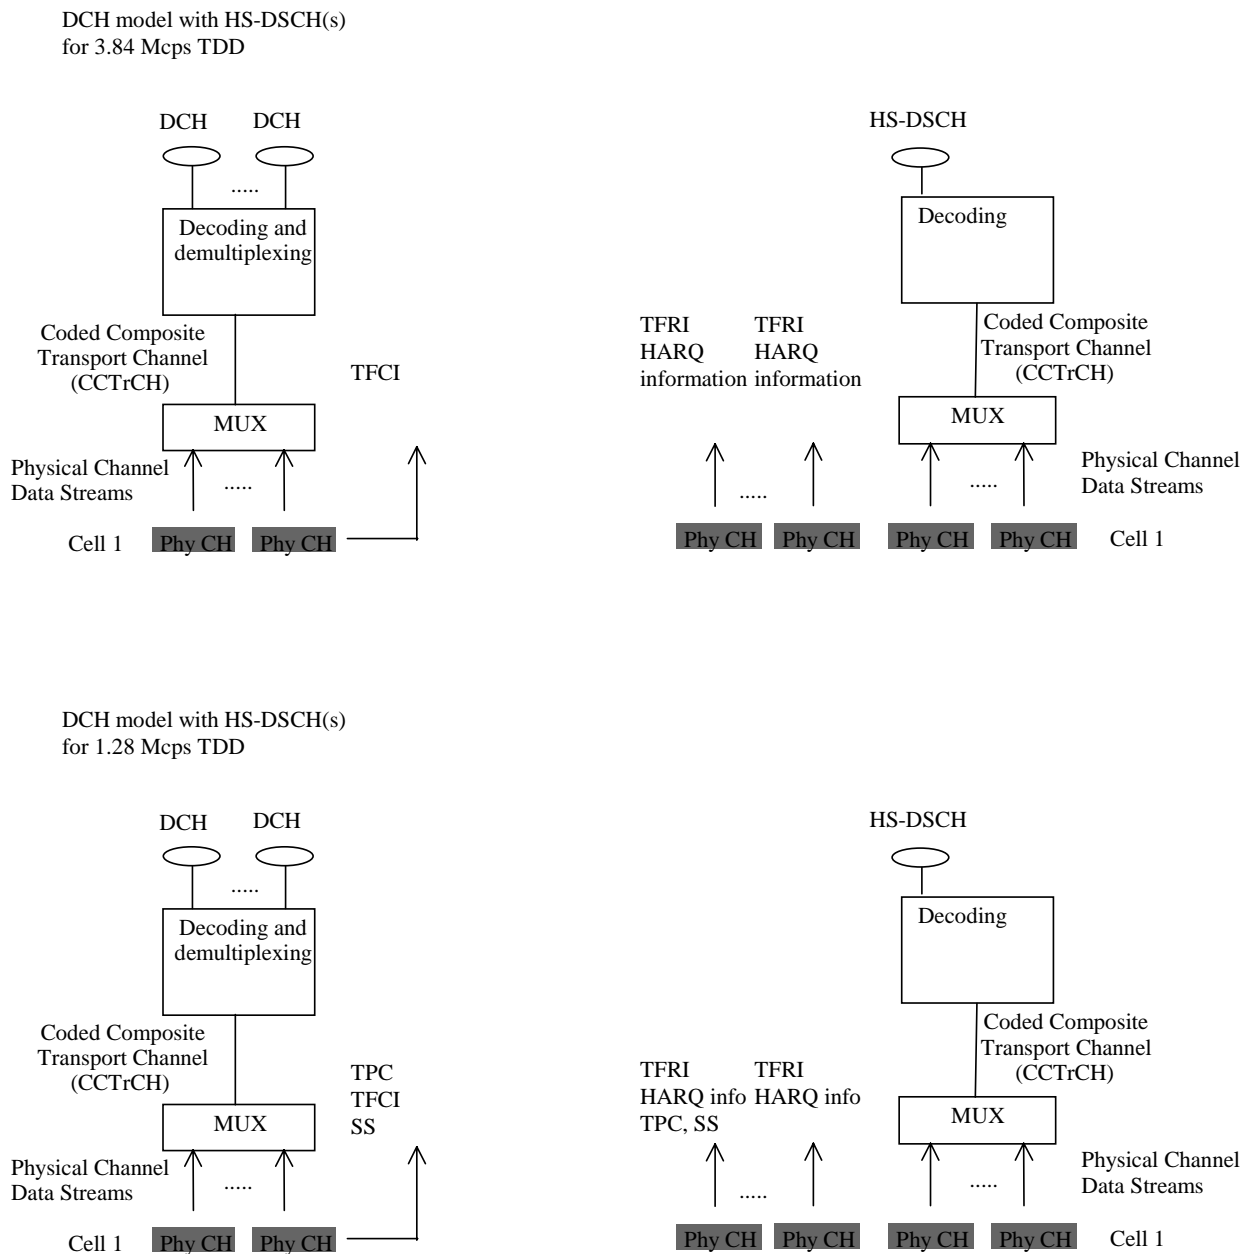 DCH model with HS-DSCH(s)
for 3.84 Mcps TDD
DCH DCH
.....
Decoding and
demultiplexing
Coded Composite
Transport Channel
(CCTrCH)
TFCI
MUX
Physical Channel
Data Streams
.....
Cell 1 Phy CH Phy CH
HS-DSCH
Decoding
TFRI TFRI
HARQ HARQ
information information
Coded Composite
Transport Channel
(CCTrCH)
MUX
Physical Channel
Data Streams
..... .....
Phy CH Phy CH Phy CH Phy CH Cell 1
DCH model with HS-DSCH(s)
for 1.28 Mcps TDD
DCH DCH
.....
Decoding and
demultiplexing
Coded Composite
Transport Channel
(CCTrCH)
TPC
TFCI
SS
MUX
Physical Channel
Data Streams
.....
Cell 1 Phy CH Phy CH
HS-DSCH
Decoding
TFRI TFRI
HARQ info HARQ info
TPC, SS
Coded Composite
Transport Channel
(CCTrCH)
MUX
Physical Channel
Data Streams
..... .....
Phy CH Phy CH Phy CH Phy CH Cell 1